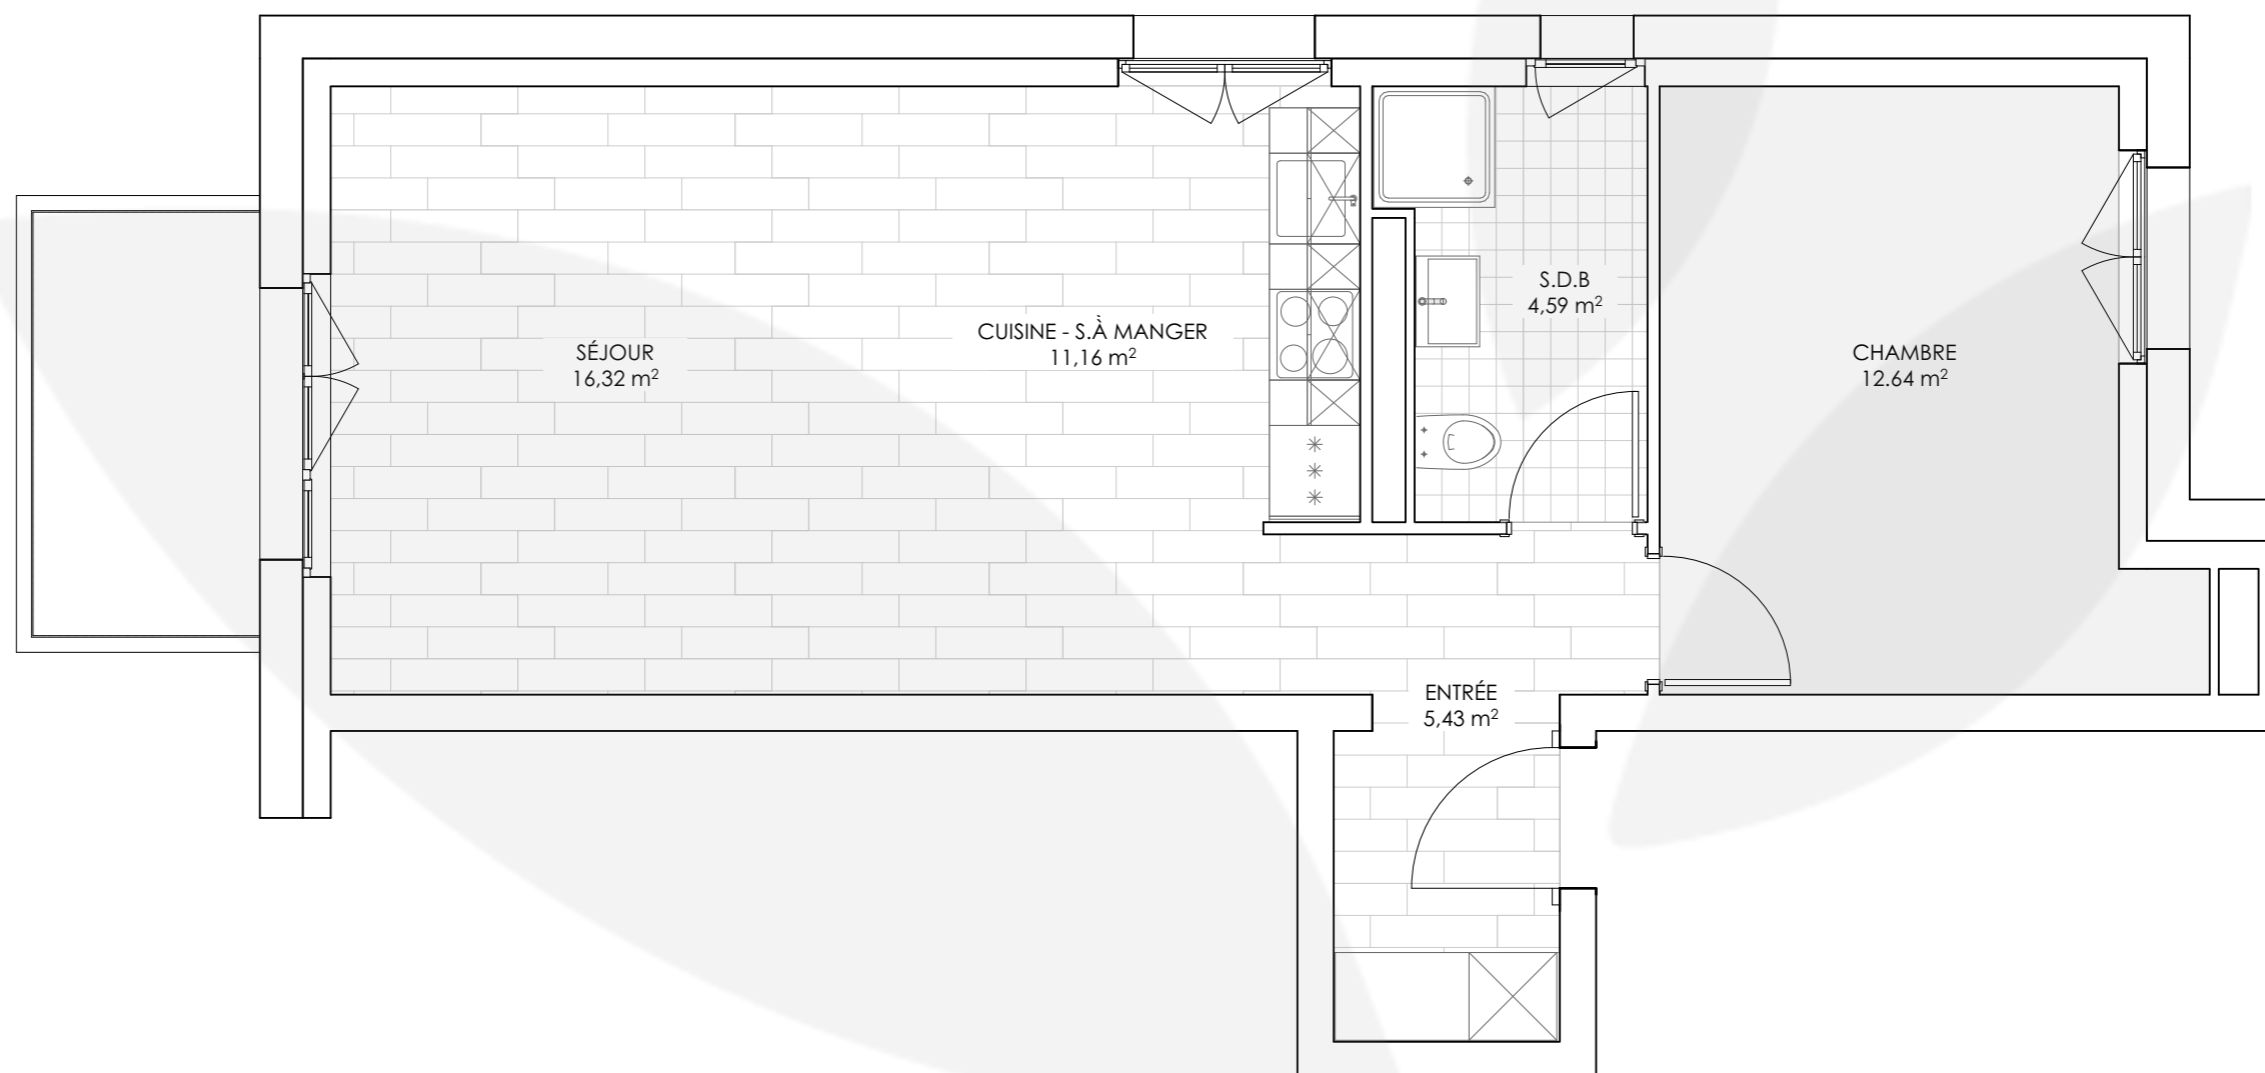 SÉJOUR
16,32 m²
CUISINE - S.À MANGER
11,16 m²
S.D.B
4,59 m²
CHAMBRE
12.64 m²
ENTRÉE
5,43 m²